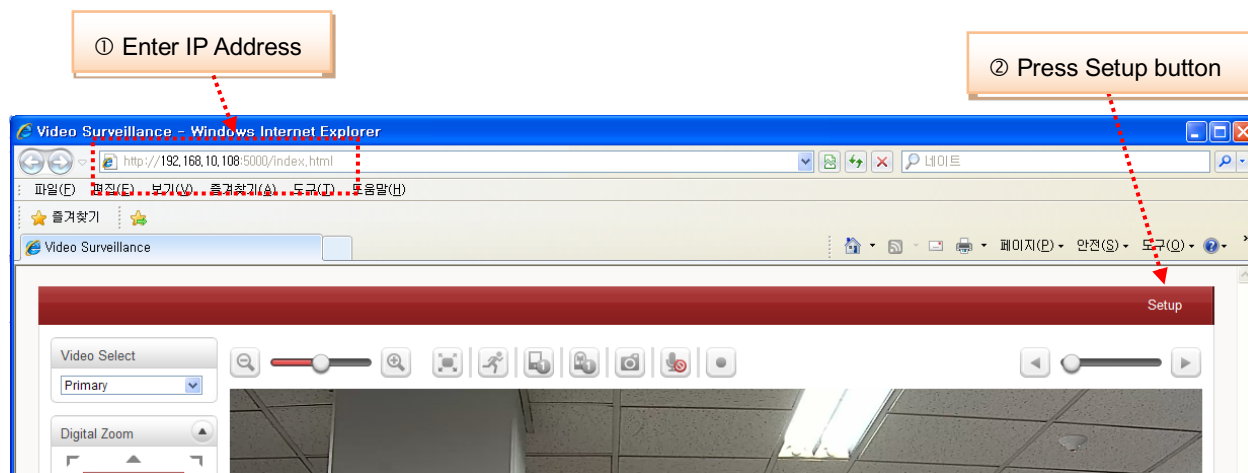 ① Enter IP Address
② Press Setup button
Video Surveillance - Windows Internet Explorer
http://192,168,10,108:5000/index,html
네이트
파일(F) 편집(E) 보기(V) 즐겨찾기(A) 도구(T) 도움말(H)
즐겨찾기
Video Surveillance
페이지(P) 안전(S) 도구(O)
Setup
Video Select
Primary
Digital Zoom